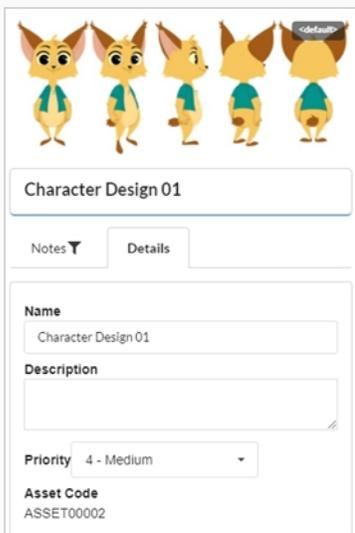 <default>
Character Design 01
Notes Details
Name
Character Design 01
Description
Priority 4 - Medium
Asset Code
ASSET00002